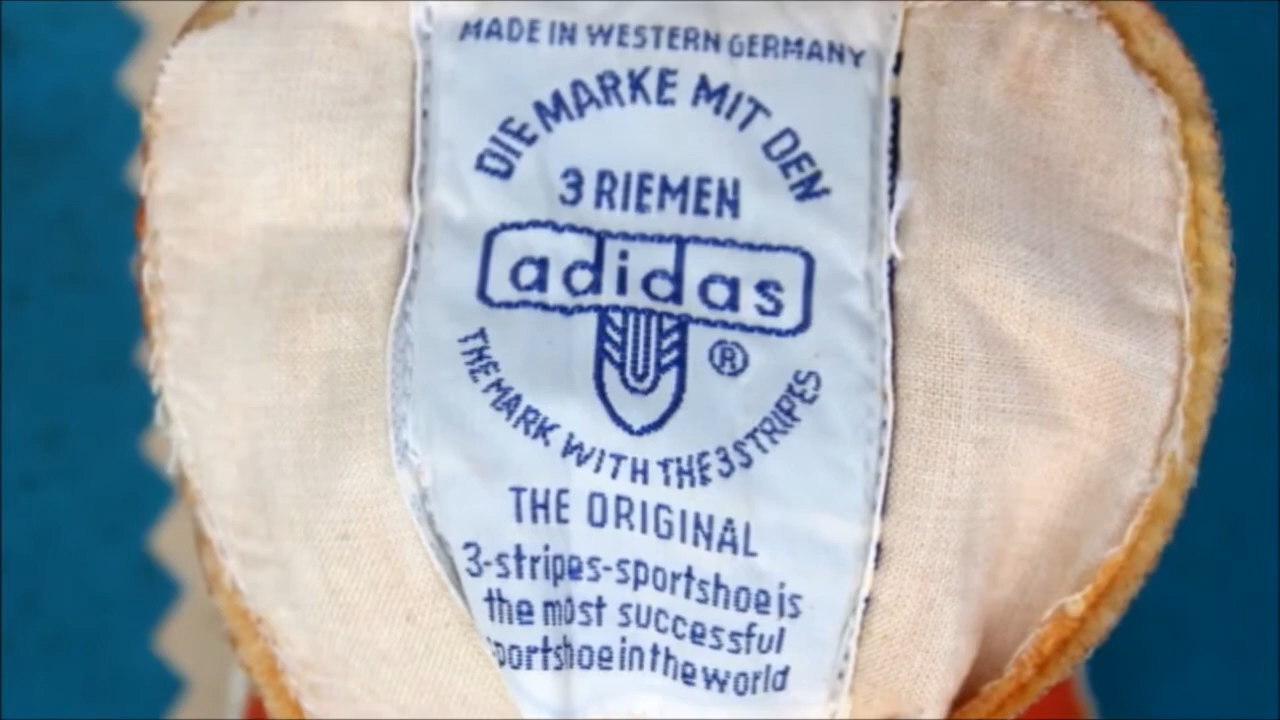 MADE IN WESTERN GERMANY
DIE MARKE MIT DEN
3 RIEMEN
adidas
®
THE MARK WITH THE 3 STRIPES
THE ORIGINAL
3-stripes-sportshoe is
the most successful
sportshoe in the world